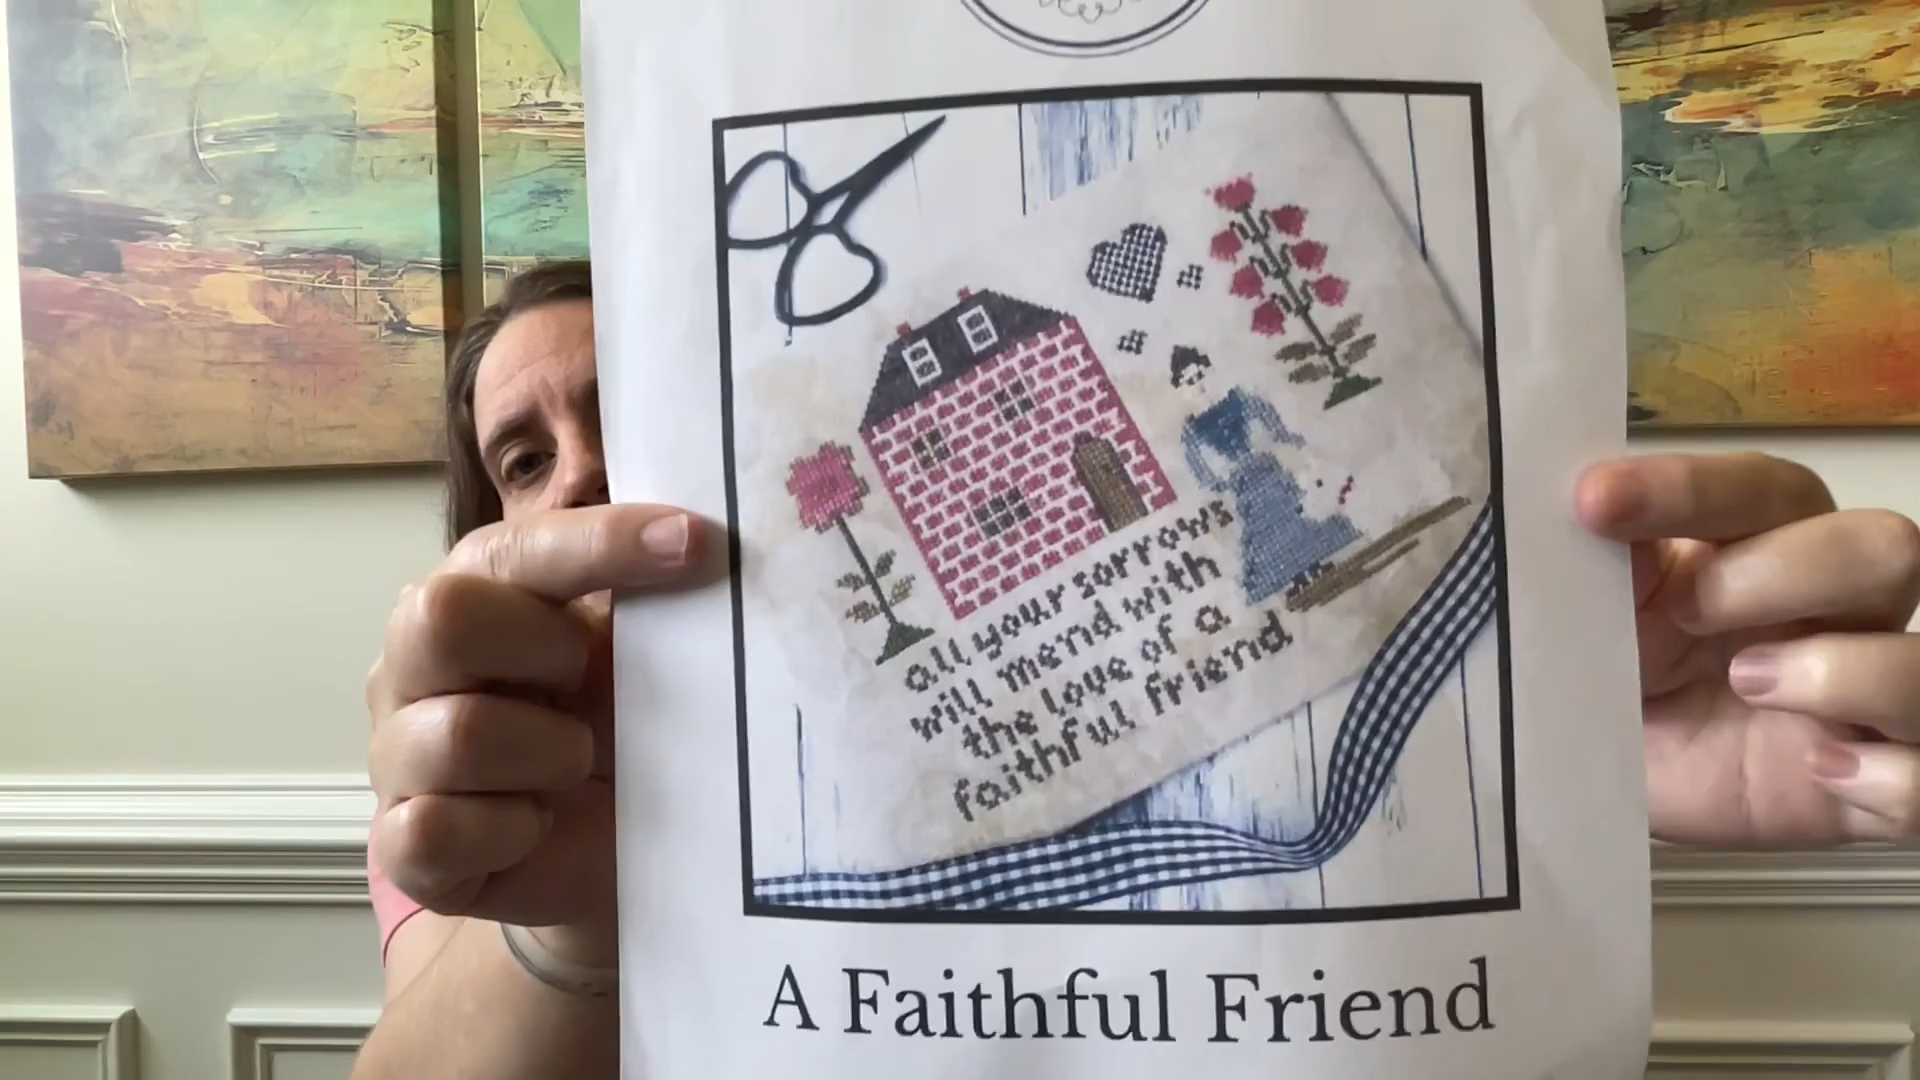 all your sorrows
will mend with
the love of a
faithful friend
A Faithful Friend